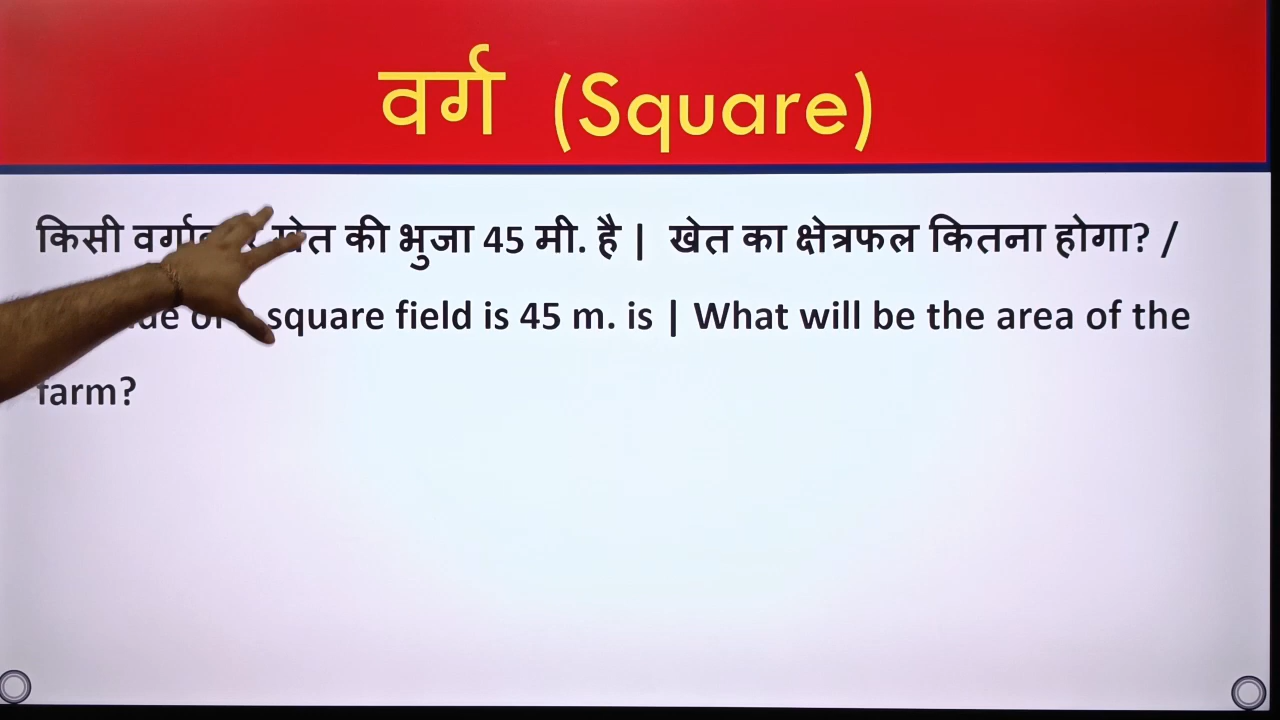 वर्ग (Square)
किसी खेत की भुजा 45 मी. है | खेत का क्षेत्रफल कितना होगा? /
square field is 45 m. is | What will be the area of the
farm?